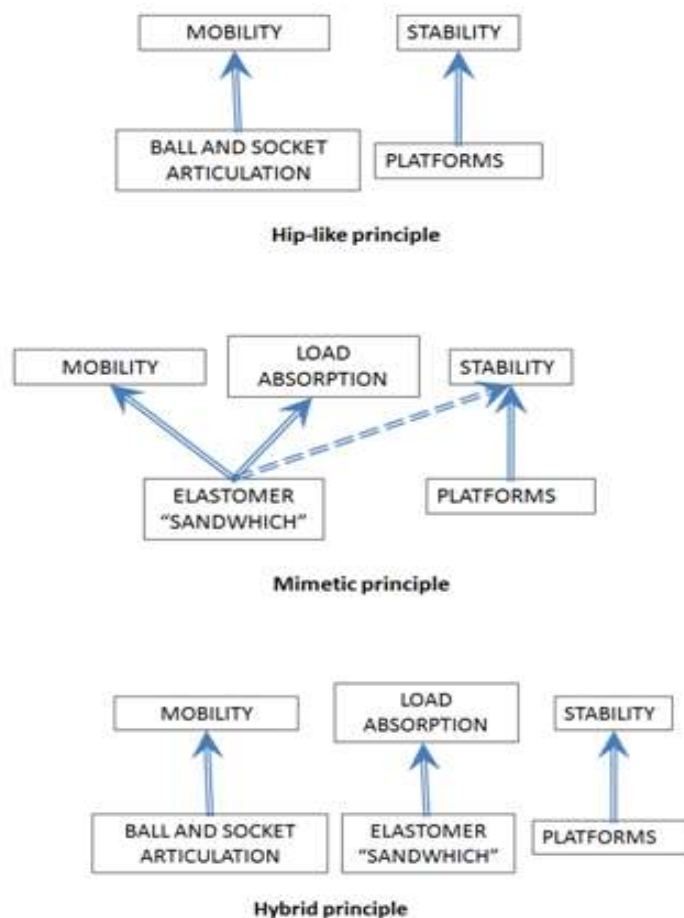 MOBILITY STABILITY
BALL AND SOCKET
ARTICULATION
PLATFORMS
Hip-like principle
MOBILITY
LOAD
ABSORPTION
STABILITY
ELASTOMER
“SANDWHICH”
PLATFORMS
Mimetic principle
MOBILITY
LOAD
ABSORPTION
STABILITY
BALL AND SOCKET
ARTICULATION
ELASTOMER
“SANDWHICH”
PLATFORMS
Hybrid principle